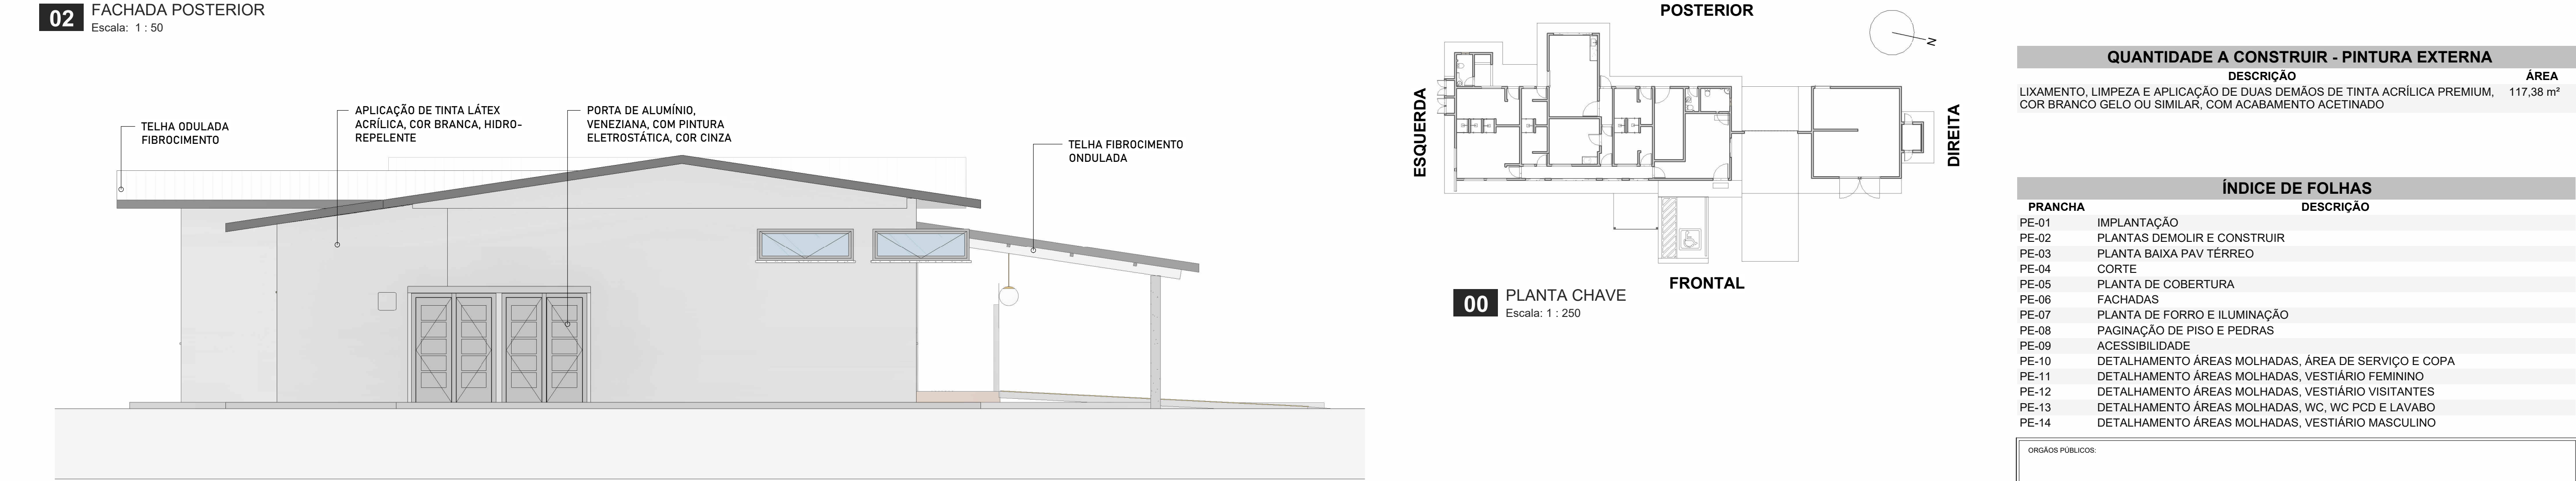 02
FACHADA POSTERIOR
Escala: 1 : 50
TELHA ODULADA
FIBROCIMENTO
APLICAÇÃO DE TINTA LÁTEX
ACRÍLICA, COR BRANCA, HIDRO-
REPELENTE
PORTA DE ALUMÍNIO,
VENEZIANA, COM PINTURA
ELETROSTÁTICA, COR CINZA
TELHA FIBROCIMENTO
ONDULADA
POSTERIOR
N
ESQUERDA
DIREITA
FRONTAL
00
PLANTA CHAVE
Escala: 1 : 250
QUANTIDADE A CONSTRUIR - PINTURA EXTERNA
DESCRIÇÃO ÁREA
LIXAMENTO, LIMPEZA E APLICAÇÃO DE DUAS DEMÃOS DE TINTA ACRÍLICA PREMIUM, 117,38 m²
COR BRANCO GELO OU SIMILAR, COM ACABAMENTO ACETINADO
ÍNDICE DE FOLHAS
PRANCHA DESCRIÇÃO
PE-01 IMPLANTAÇÃO
PE-02 PLANTAS DEMOLIR E CONSTRUIR
PE-03 PLANTA BAIXA PAV TÉRREO
PE-04 CORTE
PE-05 PLANTA DE COBERTURA
PE-06 FACHADAS
PE-07 PLANTA DE FORRO E ILUMINAÇÃO
PE-08 PAGINAÇÃO DE PISO E PEDRAS
PE-09 ACESSIBILIDADE
PE-10 DETALHAMENTO ÁREAS MOLHADAS, ÁREA DE SERVIÇO E COPA
PE-11 DETALHAMENTO ÁREAS MOLHADAS, VESTIÁRIO FEMININO
PE-12 DETALHAMENTO ÁREAS MOLHADAS, VESTIÁRIO VISITANTES
PE-13 DETALHAMENTO ÁREAS MOLHADAS, WC, WC PCD E LAVABO
PE-14 DETALHAMENTO ÁREAS MOLHADAS, VESTIÁRIO MASCULINO
ORGÃOS PÚBLICOS: